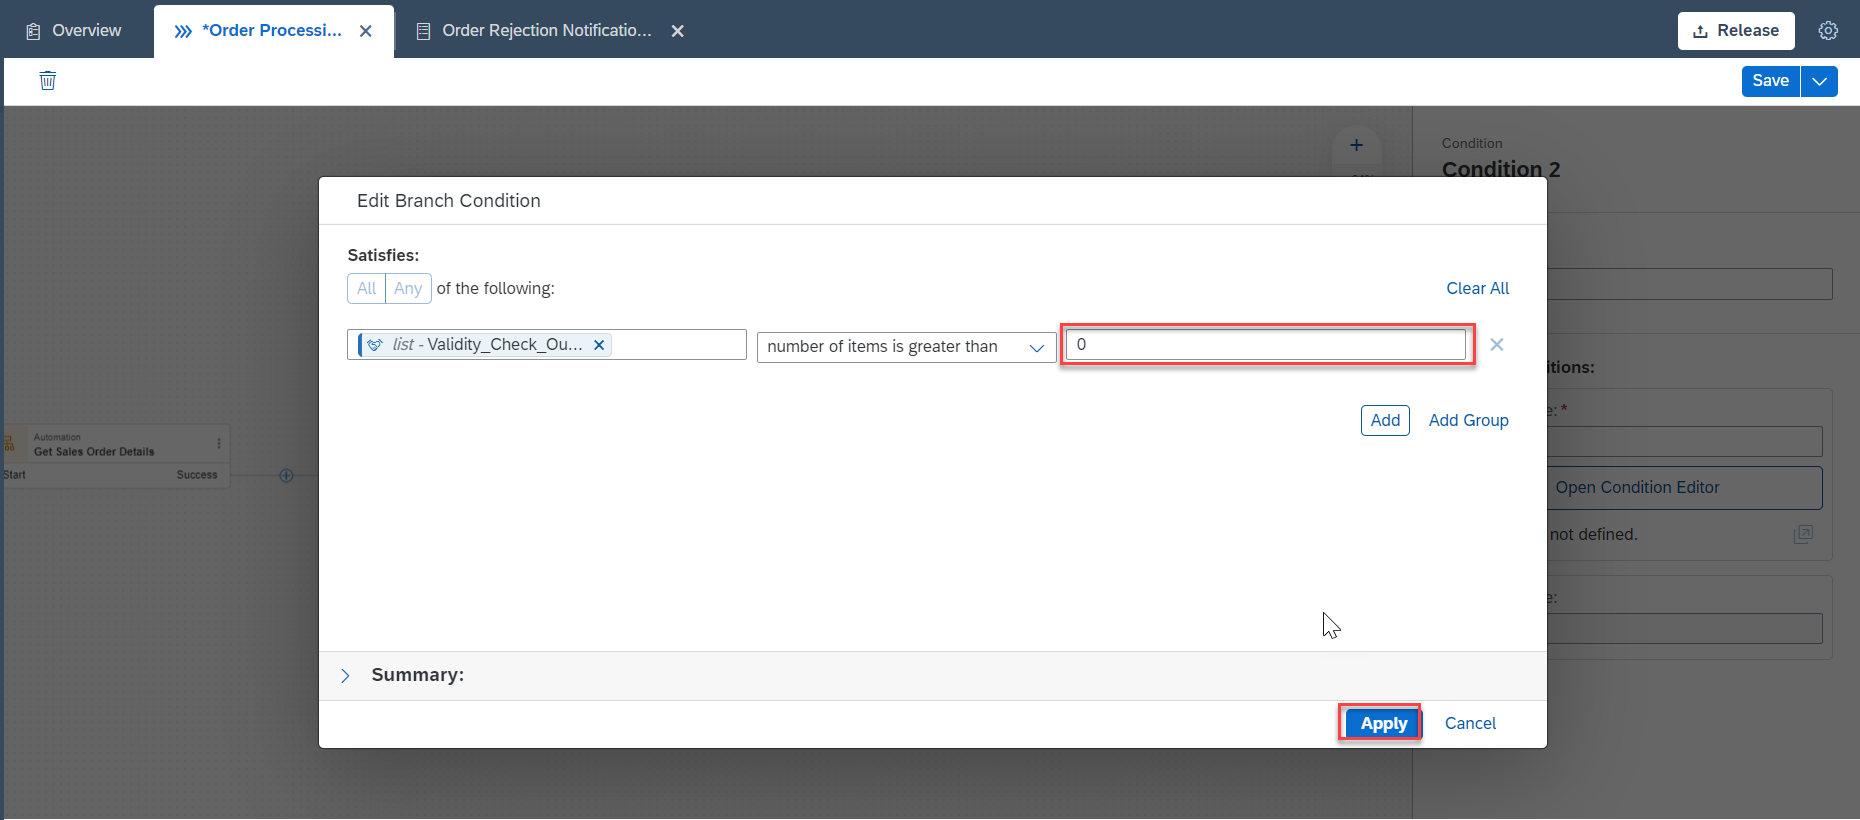 Overview
*Order Processi...
Order Rejection Notificatio...
Release
Save
Condition
Condition 2
Edit Branch Condition
Satisfies:
All Any of the following:
Clear All
list - Validity_Check_Ou...
number of items is greater than
0
Add
Add Group
Summary:
Apply
Cancel
Automation
Get Sales Order Details
Start
Success
itions:
e: *
Open Condition Editor
not defined.
e: